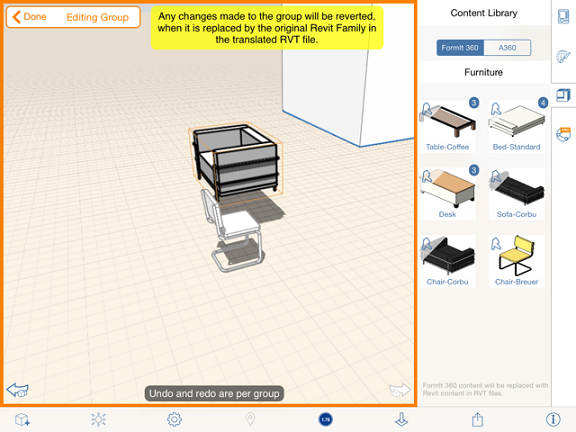 Done
Editing Group
Any changes made to the group will be reverted,
when it is replaced by the original Revit Family in
the translated RVT file.
Undo and redo are per group
Content Library
FormIt 360
A360
Furniture
3
4
Table-Coffee
Bed-Standard
3
Desk
Sofa-Corbu
Chair-Corbu
Chair-Breuer
FormIt 360 content will be replaced with
Revit content in RVT files.